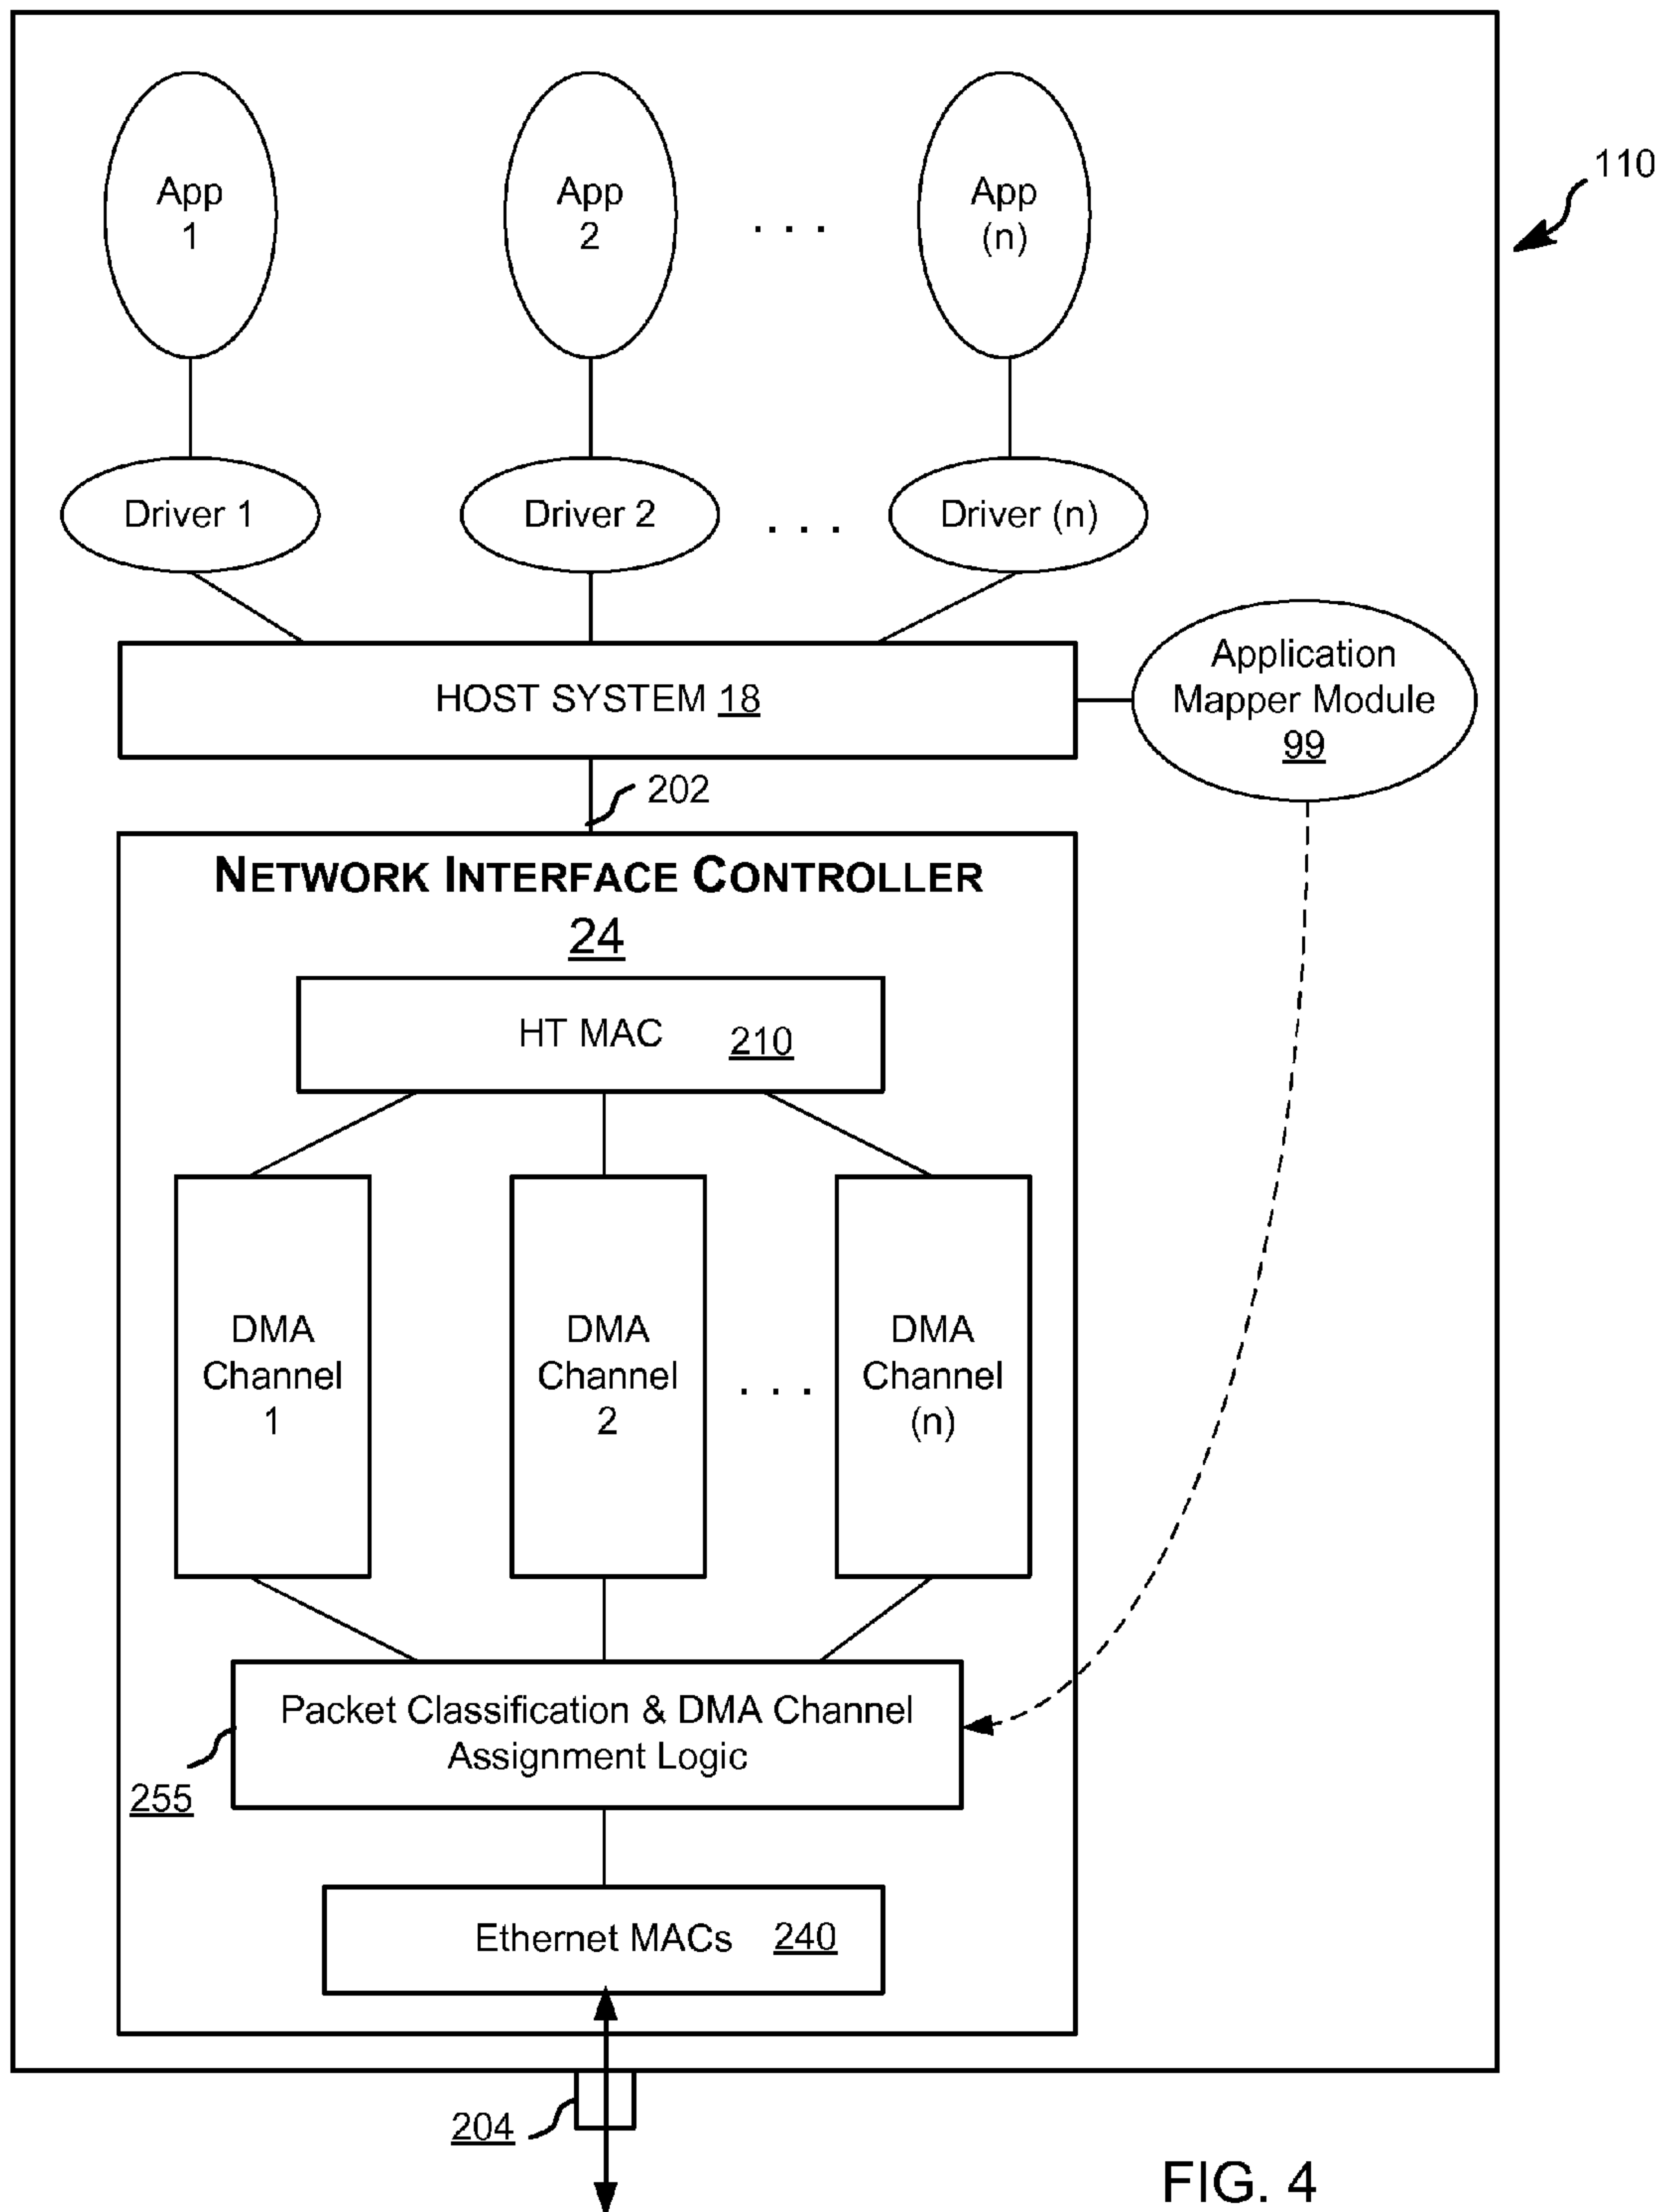 110
App
1
App
2
. . .
App
(n)
Driver 1
Driver 2
. . .
Driver (n)
HOST SYSTEM 18
Application
Mapper Module
99
202
NETWORK INTERFACE CONTROLLER
24
HT MAC 210
DMA
Channel
1
DMA
Channel
2
. . .
DMA
Channel
(n)
Packet Classification & DMA Channel
Assignment Logic
255
Ethernet MACs 240
204
FIG. 4